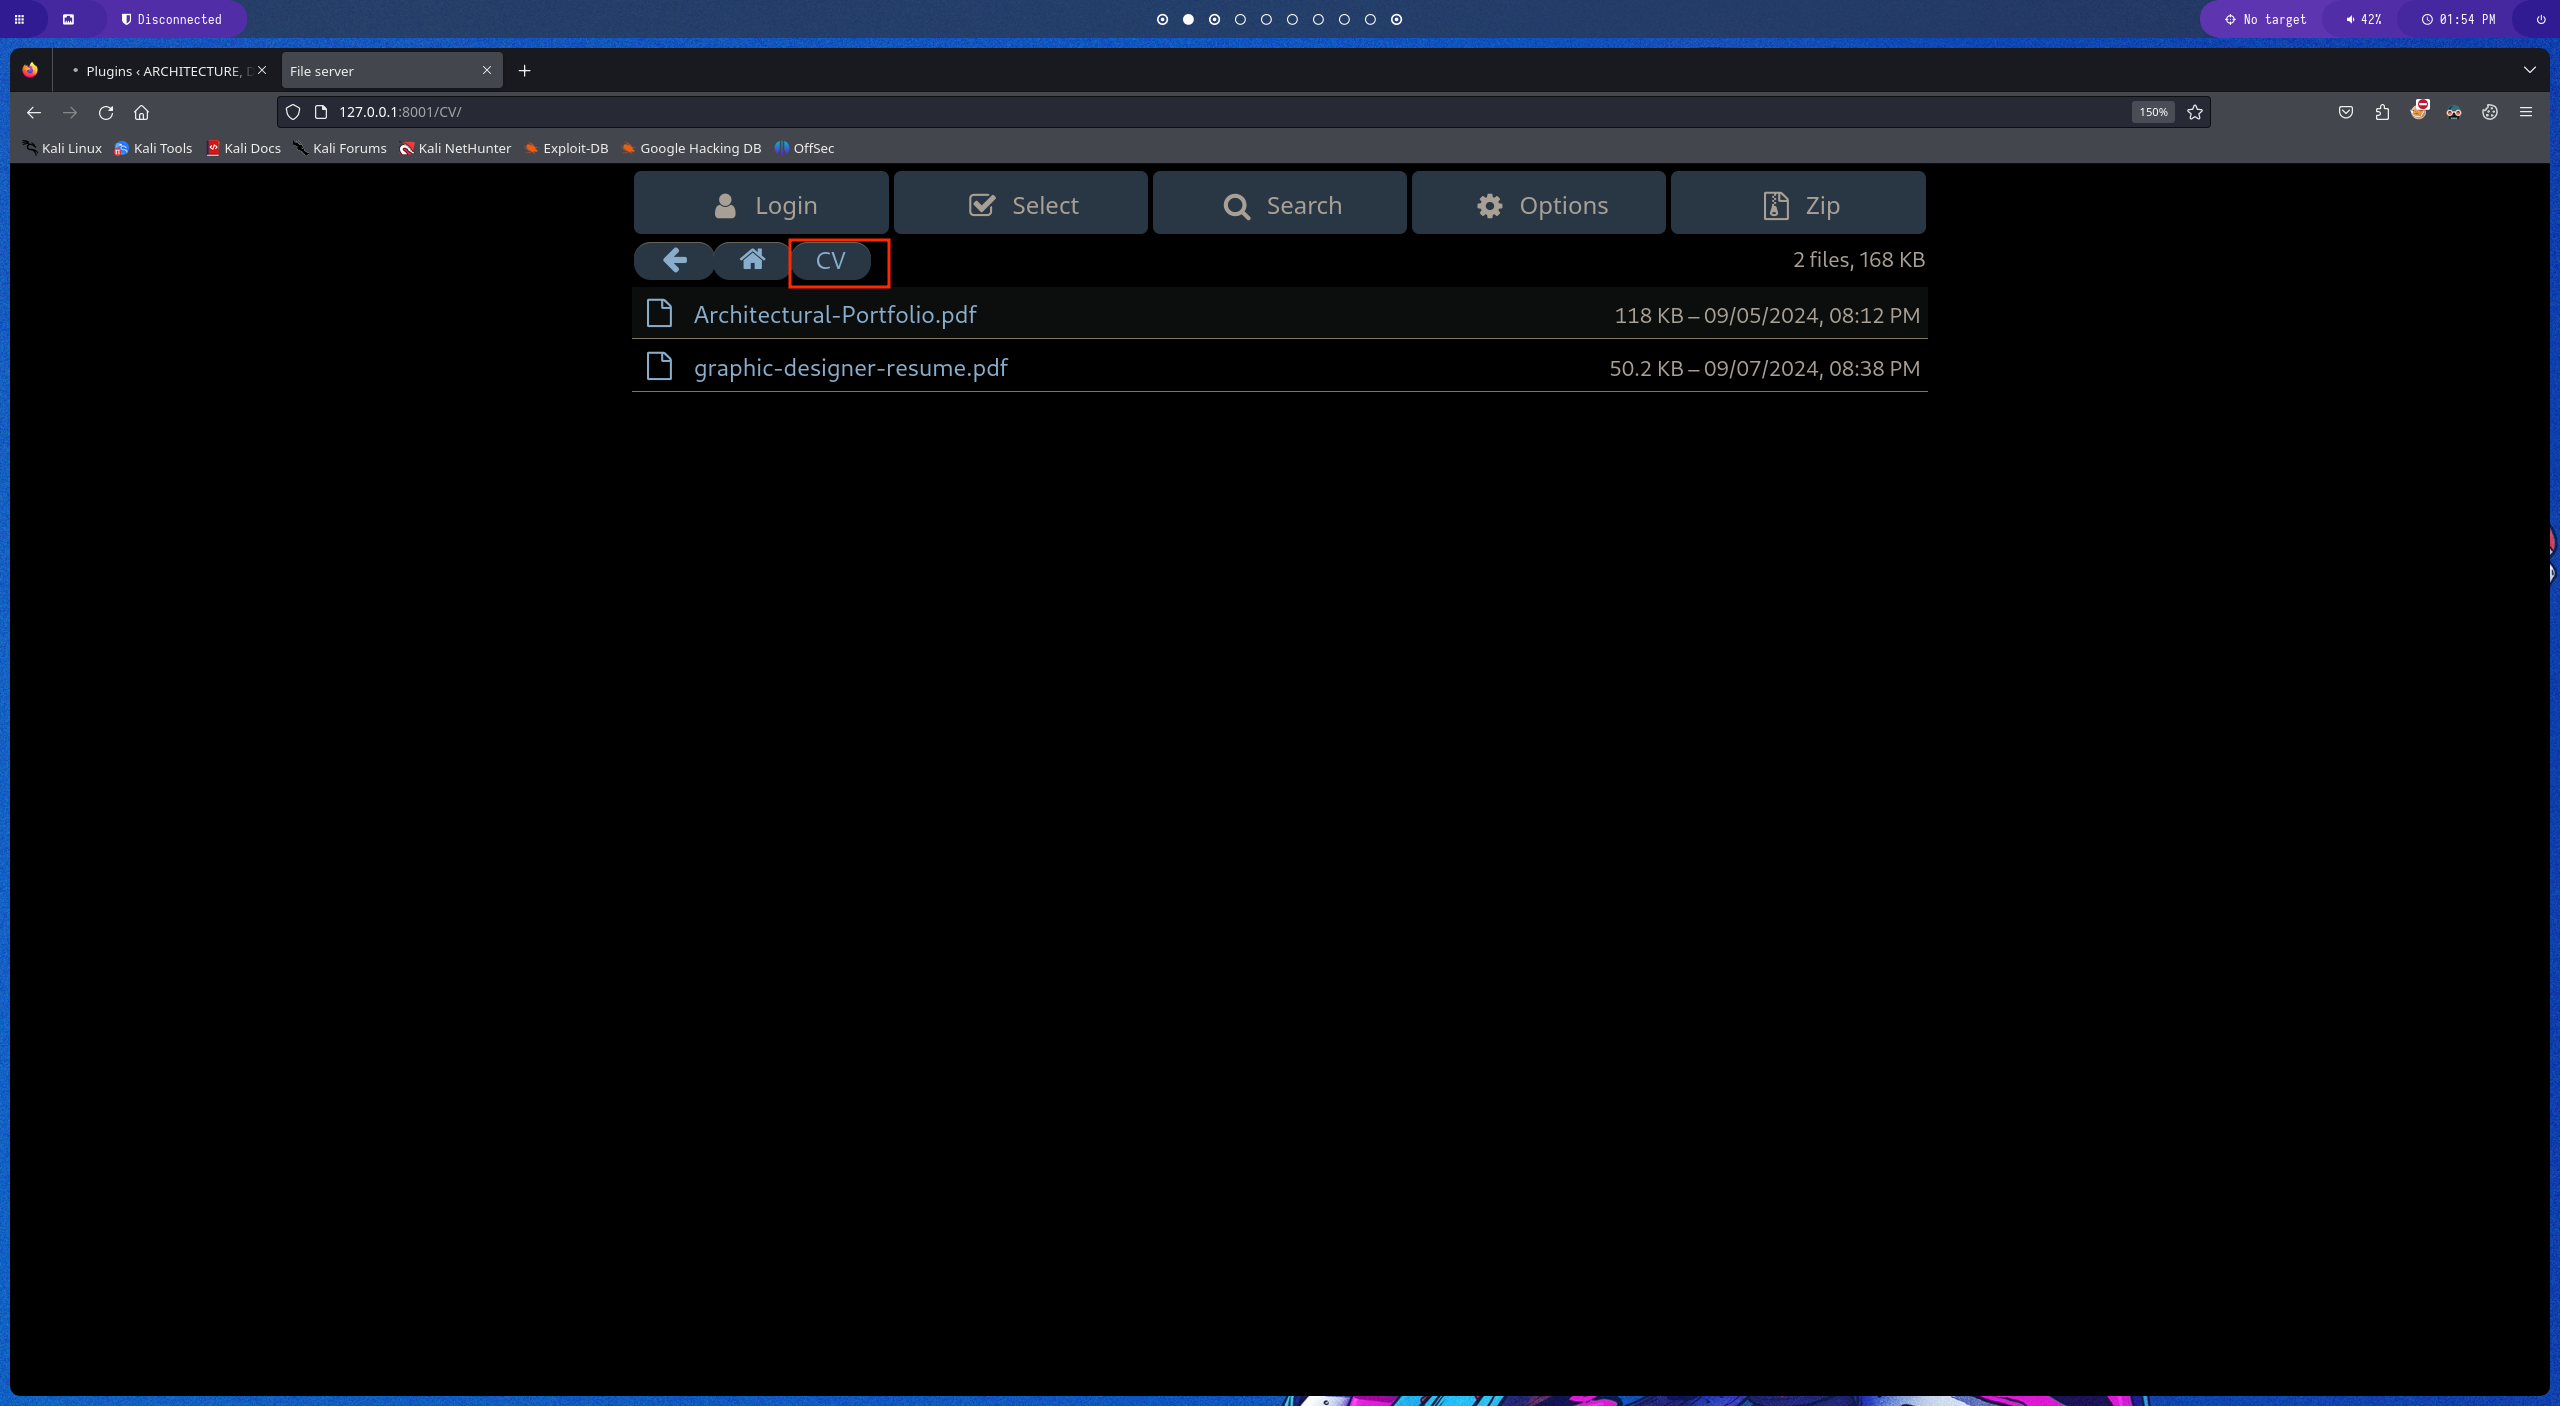 Disconnected
No target
42%
01:54 PM
Plugins ‹ ARCHITECTURE, D
File server
127.0.0.1:8001/CV/
150%
Kali Linux
Kali Tools
Kali Docs
Kali Forums
Kali NetHunter
Exploit-DB
Google Hacking DB
OffSec
Login
Select
Search
Options
Zip
CV
2 files, 168 KB
Architectural-Portfolio.pdf
118 KB – 09/05/2024, 08:12 PM
graphic-designer-resume.pdf
50.2 KB – 09/07/2024, 08:38 PM